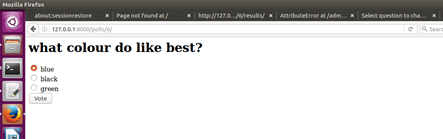 Mozilla Firefox
about:sessionrestore
Page not found at /
http://127.0.../6/results/
AttributeError at /adm...
Select question to cha...
127.0.0.1:8000/polls/6/
Sear
what colour do like best?
blue
black
green
Vote